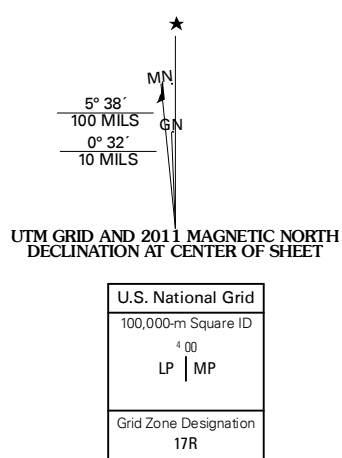 ★
MN
5° 38´
100 MILS
GN
0° 32´
10 MILS
UTM GRID AND 2011 MAGNETIC NORTH
DECLINATION AT CENTER OF SHEET
U.S. National Grid
100,000-m Square ID
4 00
LP MP
Grid Zone Designation
17R